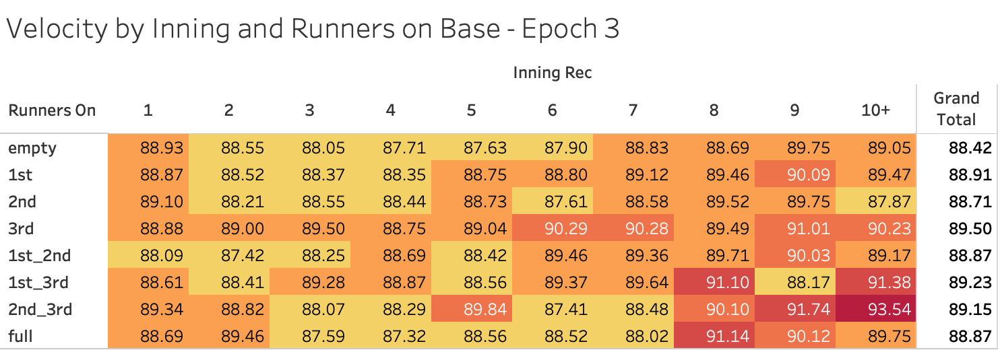 Velocity by Inning and Runners on Base - Epoch 3
Inning Rec
Runners On 1 2 3 4 5 6 7 8 9 10+ Grand Total
empty 88.93 88.55 88.05 87.71 87.63 87.90 88.83 88.69 89.75 89.05 88.42
1st 88.87 88.52 88.37 88.35 88.75 88.80 89.12 89.46 90.09 89.47 88.91
2nd 89.10 88.21 88.55 88.44 88.73 87.61 88.58 89.52 89.75 87.87 88.71
3rd 88.88 89.00 89.50 88.75 89.04 90.29 90.28 89.49 91.01 90.23 89.50
1st_2nd 88.09 87.42 88.25 88.69 88.42 89.46 89.36 89.71 90.03 89.17 88.87
1st_3rd 88.61 88.41 89.28 88.87 88.56 89.37 89.64 91.10 88.17 91.38 89.23
2nd_3rd 89.34 88.82 88.07 88.29 89.84 87.41 88.48 90.10 91.74 93.54 89.15
full 88.69 89.46 87.59 87.32 88.56 88.52 88.02 91.14 90.12 89.75 88.87